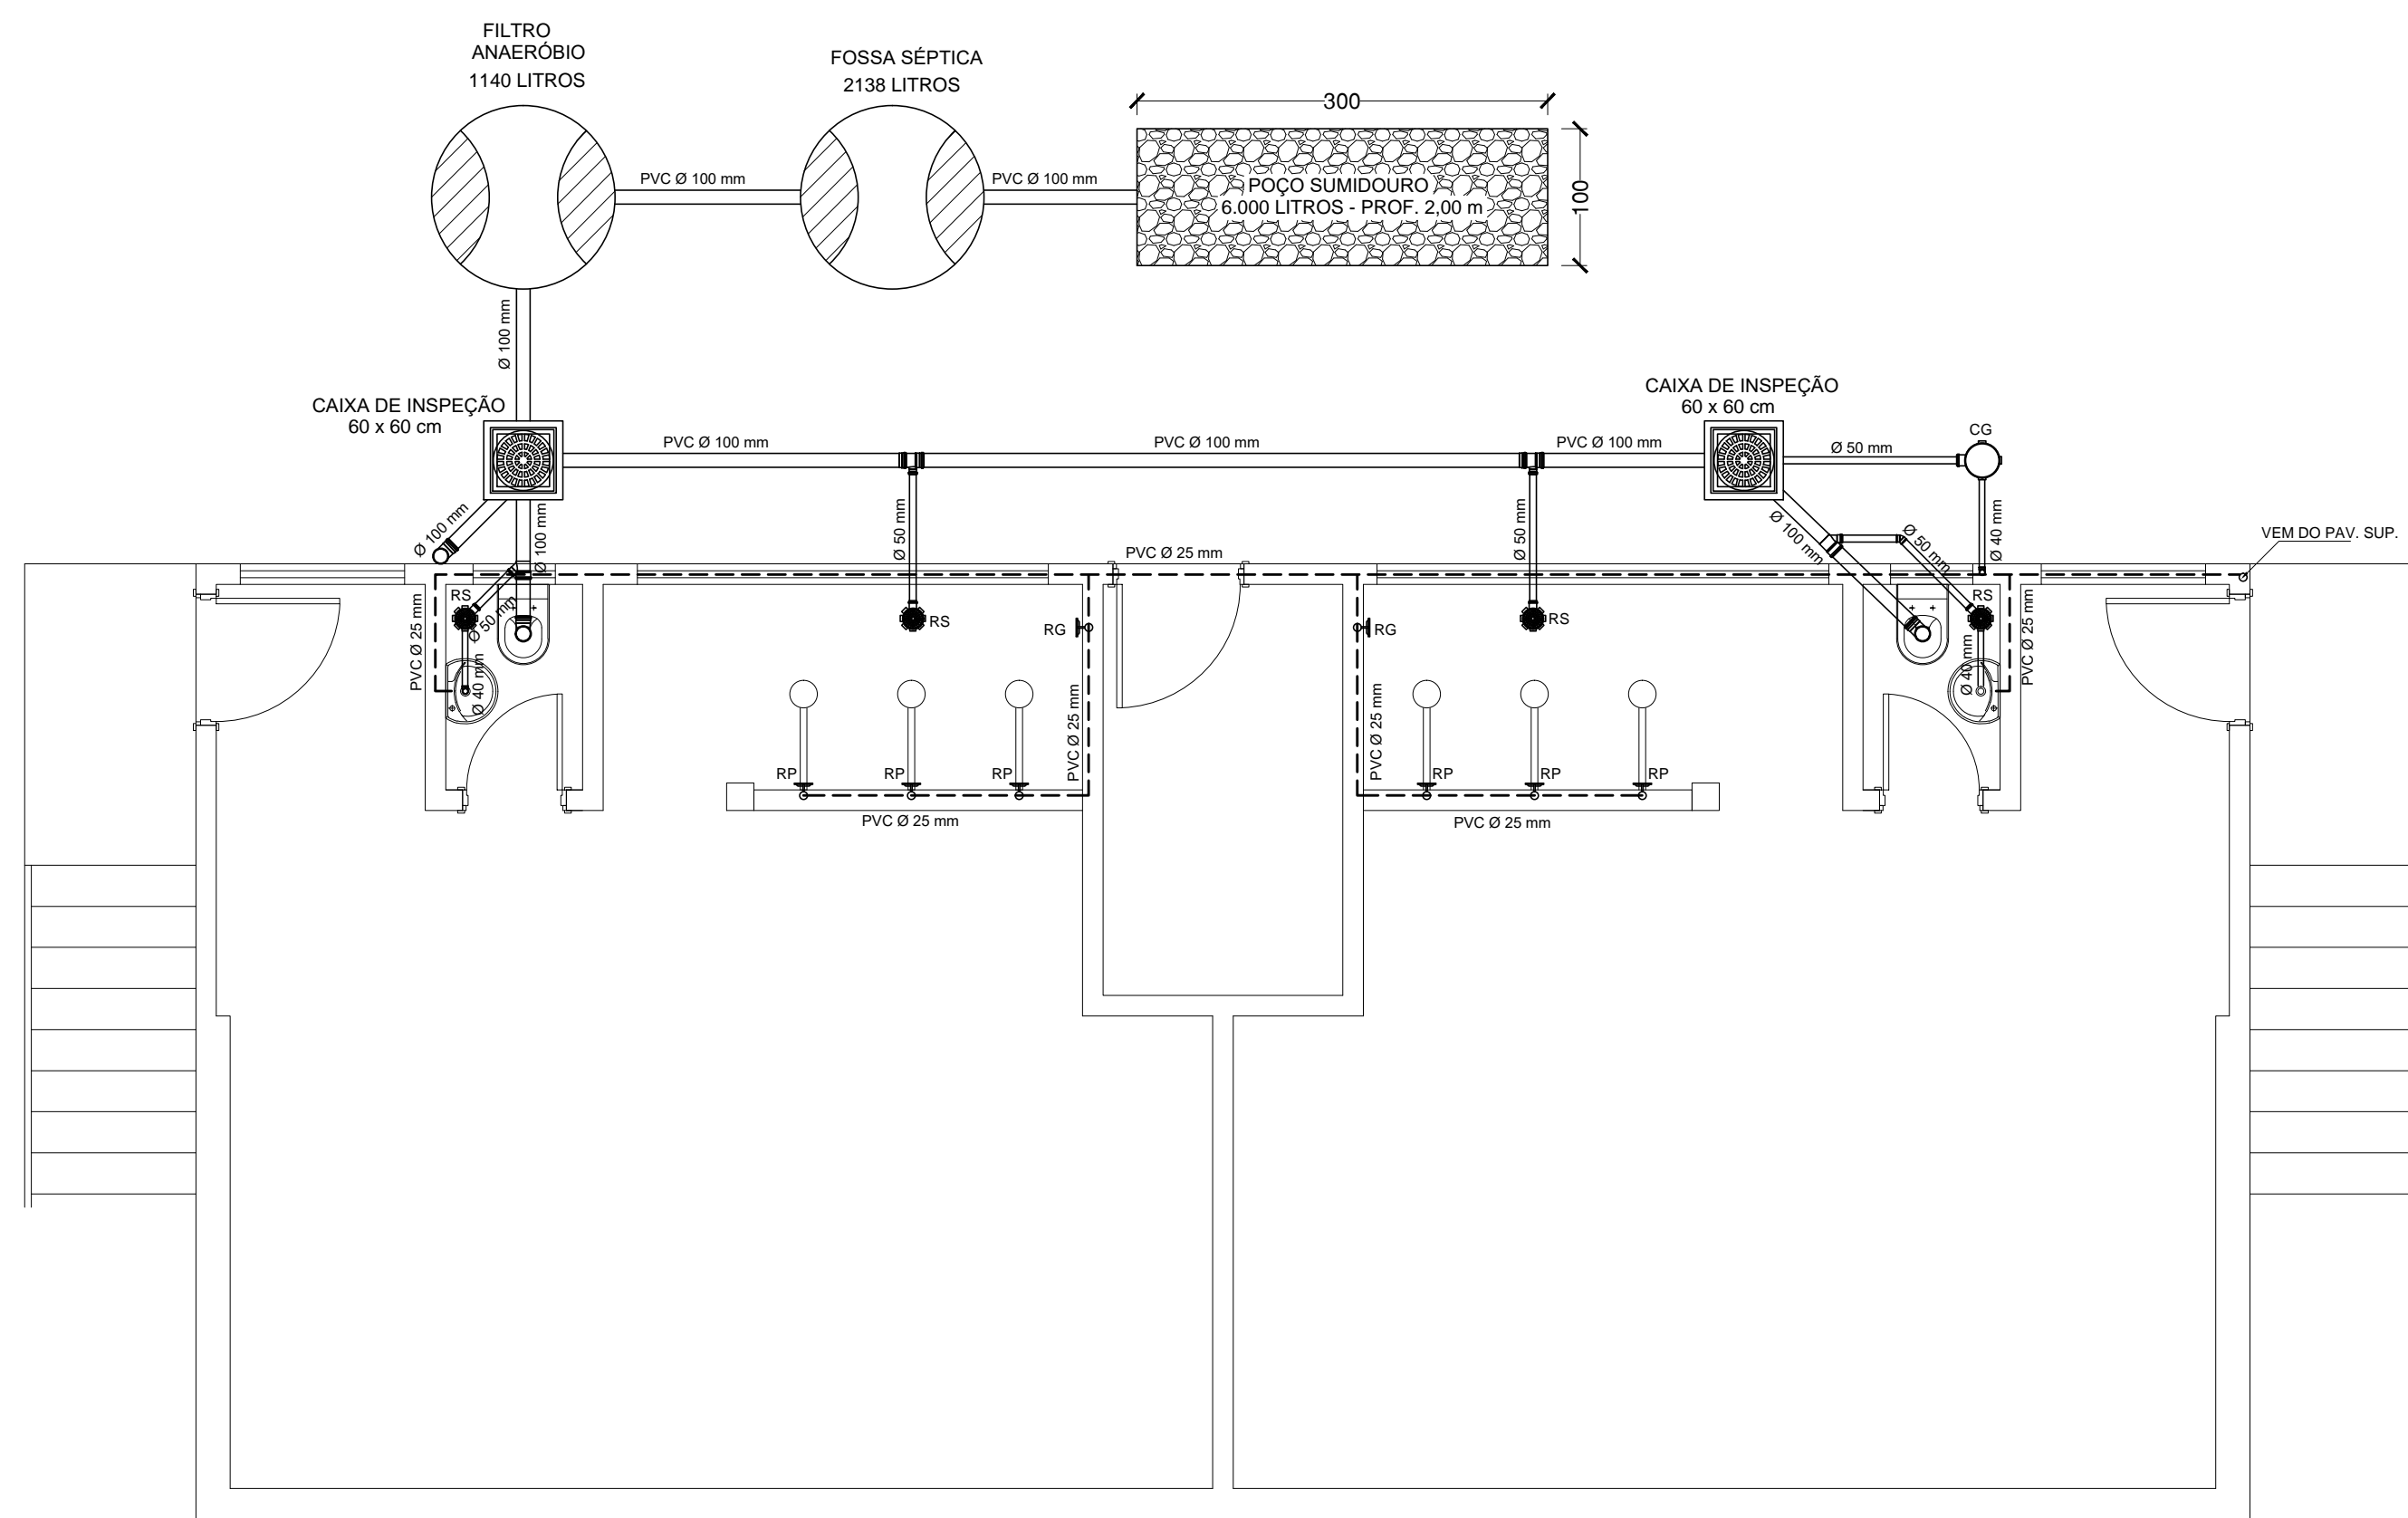 FILTRO
ANAERÓBIO
1140 LITROS
FOSSA SÉPTICA
2138 LITROS
300
100
PVC Ø 100 mm
PVC Ø 100 mm
POÇO SUMIDOURO
6.000 LITROS - PROF. 2,00 m
Ø 100 mm
CAIXA DE INSPEÇÃO
60 x 60 cm
CAIXA DE INSPEÇÃO
60 x 60 cm
PVC Ø 100 mm
PVC Ø 100 mm
PVC Ø 100 mm
Ø 50 mm
CG
Ø 100 mm
Ø 100 mm
Ø 50 mm
Ø 50 mm
Ø 100 mm
Ø 50 mm
Ø 40 mm
VEM DO PAV. SUP.
PVC Ø 25 mm
RS
Ø 50 mm
PVC Ø 25 mm
Ø 40 mm
RS
RG
RG
RS
RS
Ø 40 mm
PVC Ø 25 mm
PVC Ø 25 mm
PVC Ø 25 mm
RP
RP
RP
RP
RP
RP
PVC Ø 25 mm
PVC Ø 25 mm